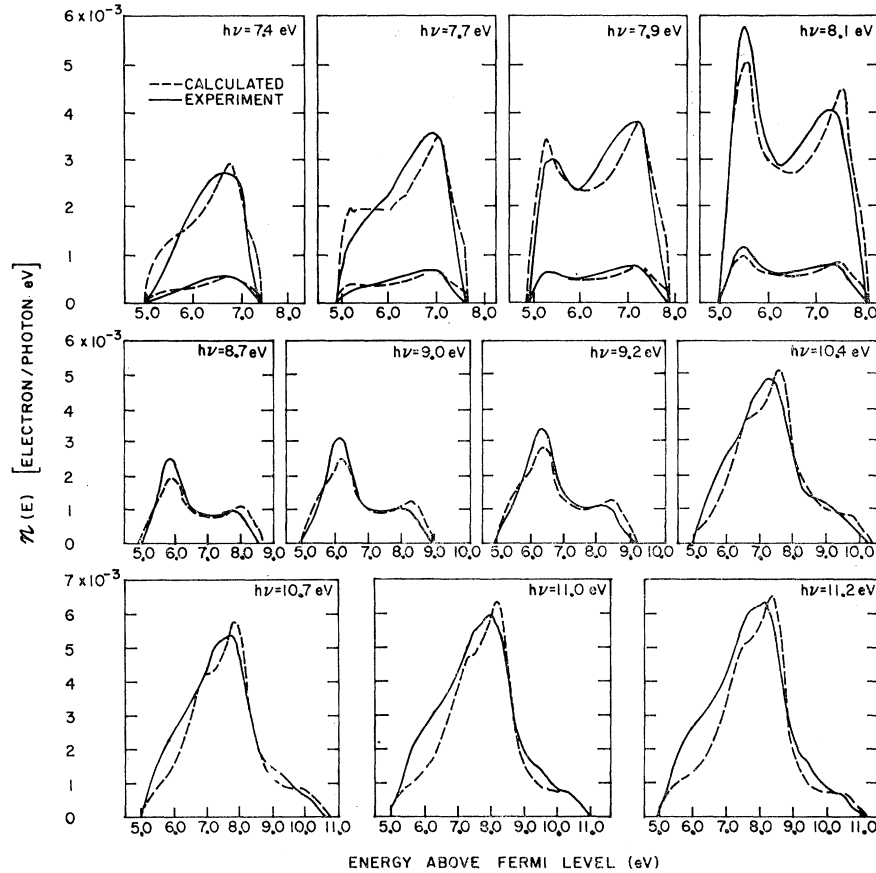 6×10⁻³ hν=7.4 eV hν=7.7 eV hν=7.9 eV hν=8.1 eV
5
---CALCULATED
—EXPERIMENT
4
3
2
1
0
5.0 6.0 7.0 8.0 5.0 6.0 7.0 8.0 5.0 6.0 7.0 8.0 5.0 6.0 7.0 8.0
n(E) [ELECTRON/PHOTON. eV]
6×10⁻³ hν=8.7 eV hν=9.0 eV hν=9.2 eV hν=10.4 eV
5
4
3
2
1
0
5.0 6.0 7.0 8.0 9.0 5.0 6.0 7.0 8.0 9.0 10.0 5.0 6.0 7.0 8.0 9.0 10.0 5.0 6.0 7.0 8.0 9.0 10.0
7×10⁻³ hν=10.7 eV hν=11.0 eV hν=11.2 eV
6
5
4
3
2
1
0
5.0 6.0 7.0 8.0 9.0 10.0 11.0 5.0 6.0 7.0 8.0 9.0 10.0 11.0 5.0 6.0 7.0 8.0 9.0 10.0 11.0
ENERGY ABOVE FERMI LEVEL (eV)